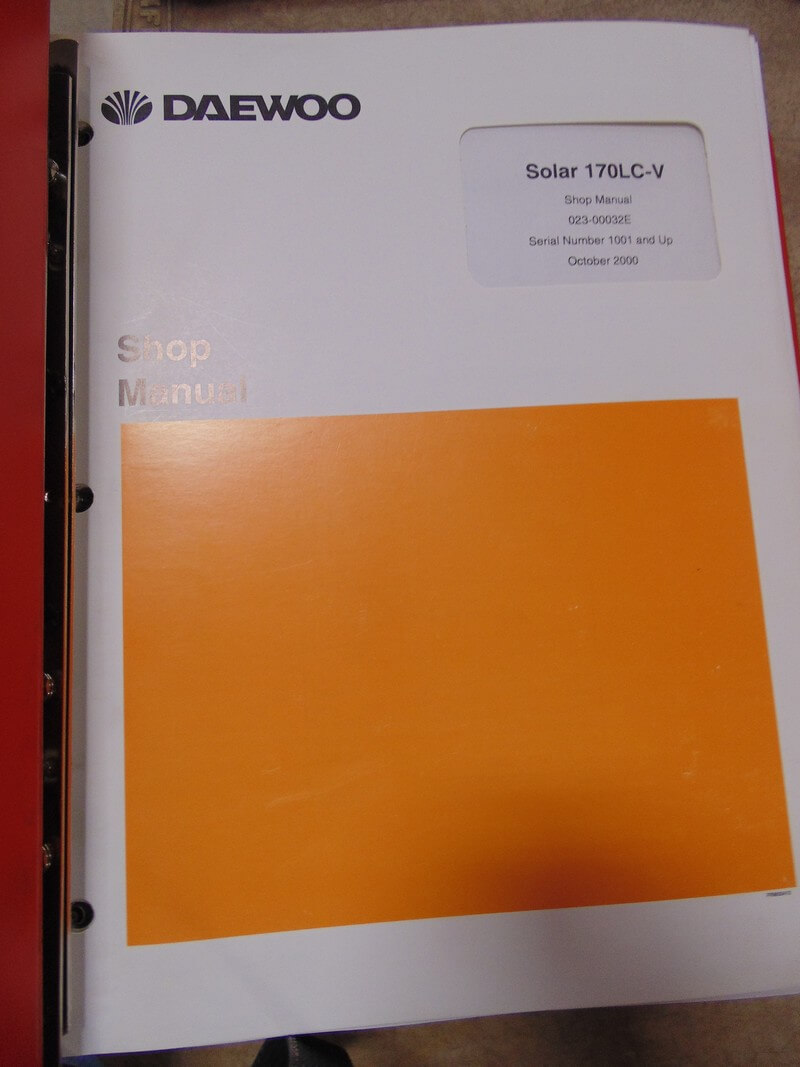 DAEWOO
Solar 170LC-V
Shop Manual
023-00032E
Serial Number 1001 and Up
October 2000
Shop
Manual